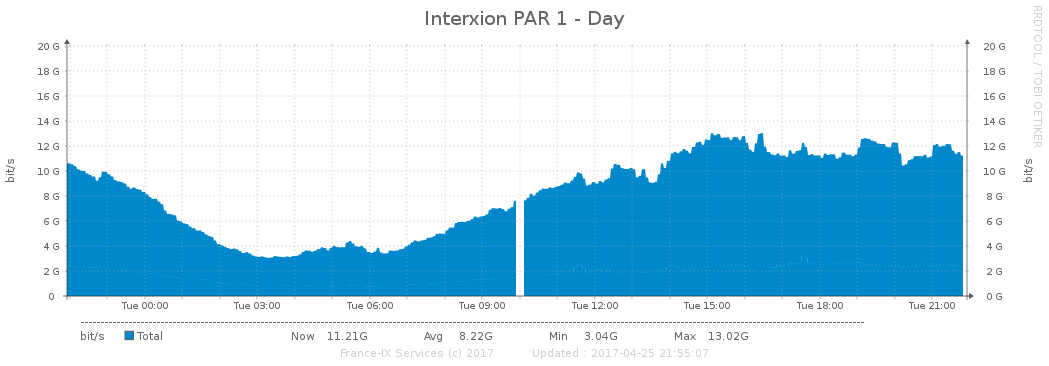 Interxion PAR 1 - Day
RRDTOOL / TOBI OETIKER
bit/s
20 G 20 G
18 G 18 G
16 G 16 G
14 G 14 G
12 G 12 G
10 G 10 G
8 G 8 G
6 G 6 G
4 G 4 G
2 G 2 G
0 0 G
bit/s
Tue 00:00 Tue 03:00 Tue 06:00 Tue 09:00 Tue 12:00 Tue 15:00 Tue 18:00 Tue 21:00
bit/s Total Now 11.21G Avg 8.22G Min 3.04G Max 13.02G
France-IX Services (c) 2017 Updated : 2017-04-25 21:55:07